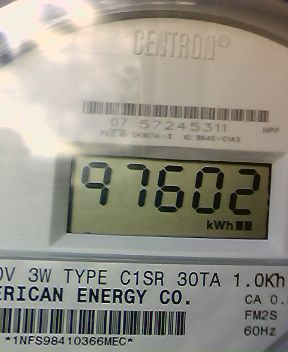 CENTRON®
07 57245311 HPP
97602
kWh
0V 3W TYPE C1SR 30TA 1.0Kh
ERICAN ENERGY CO. CA 0.
FM2S
*1NFS98410366MEC* 60Hz